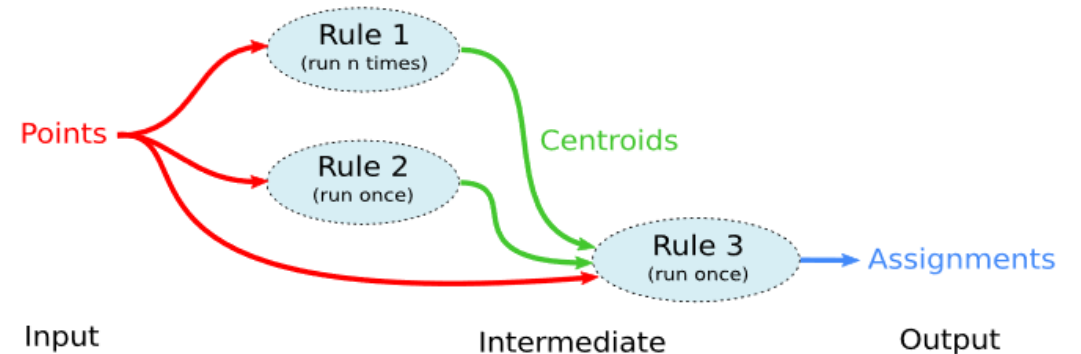 Rule 1
(run n times)
Points
Centroids
Rule 2
(run once)
Rule 3
(run once)
Assignments
Input
Intermediate
Output